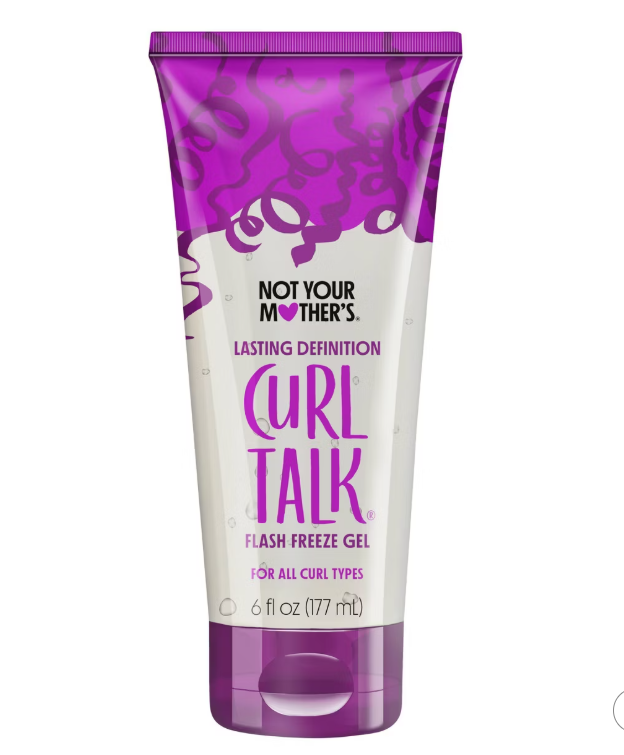 NOT YOUR
MOTHER'S®
LASTING DEFINITION
CURL
TALK®
FLASH FREEZE GEL
FOR ALL CURL TYPES
6 fl oz (177 mL)